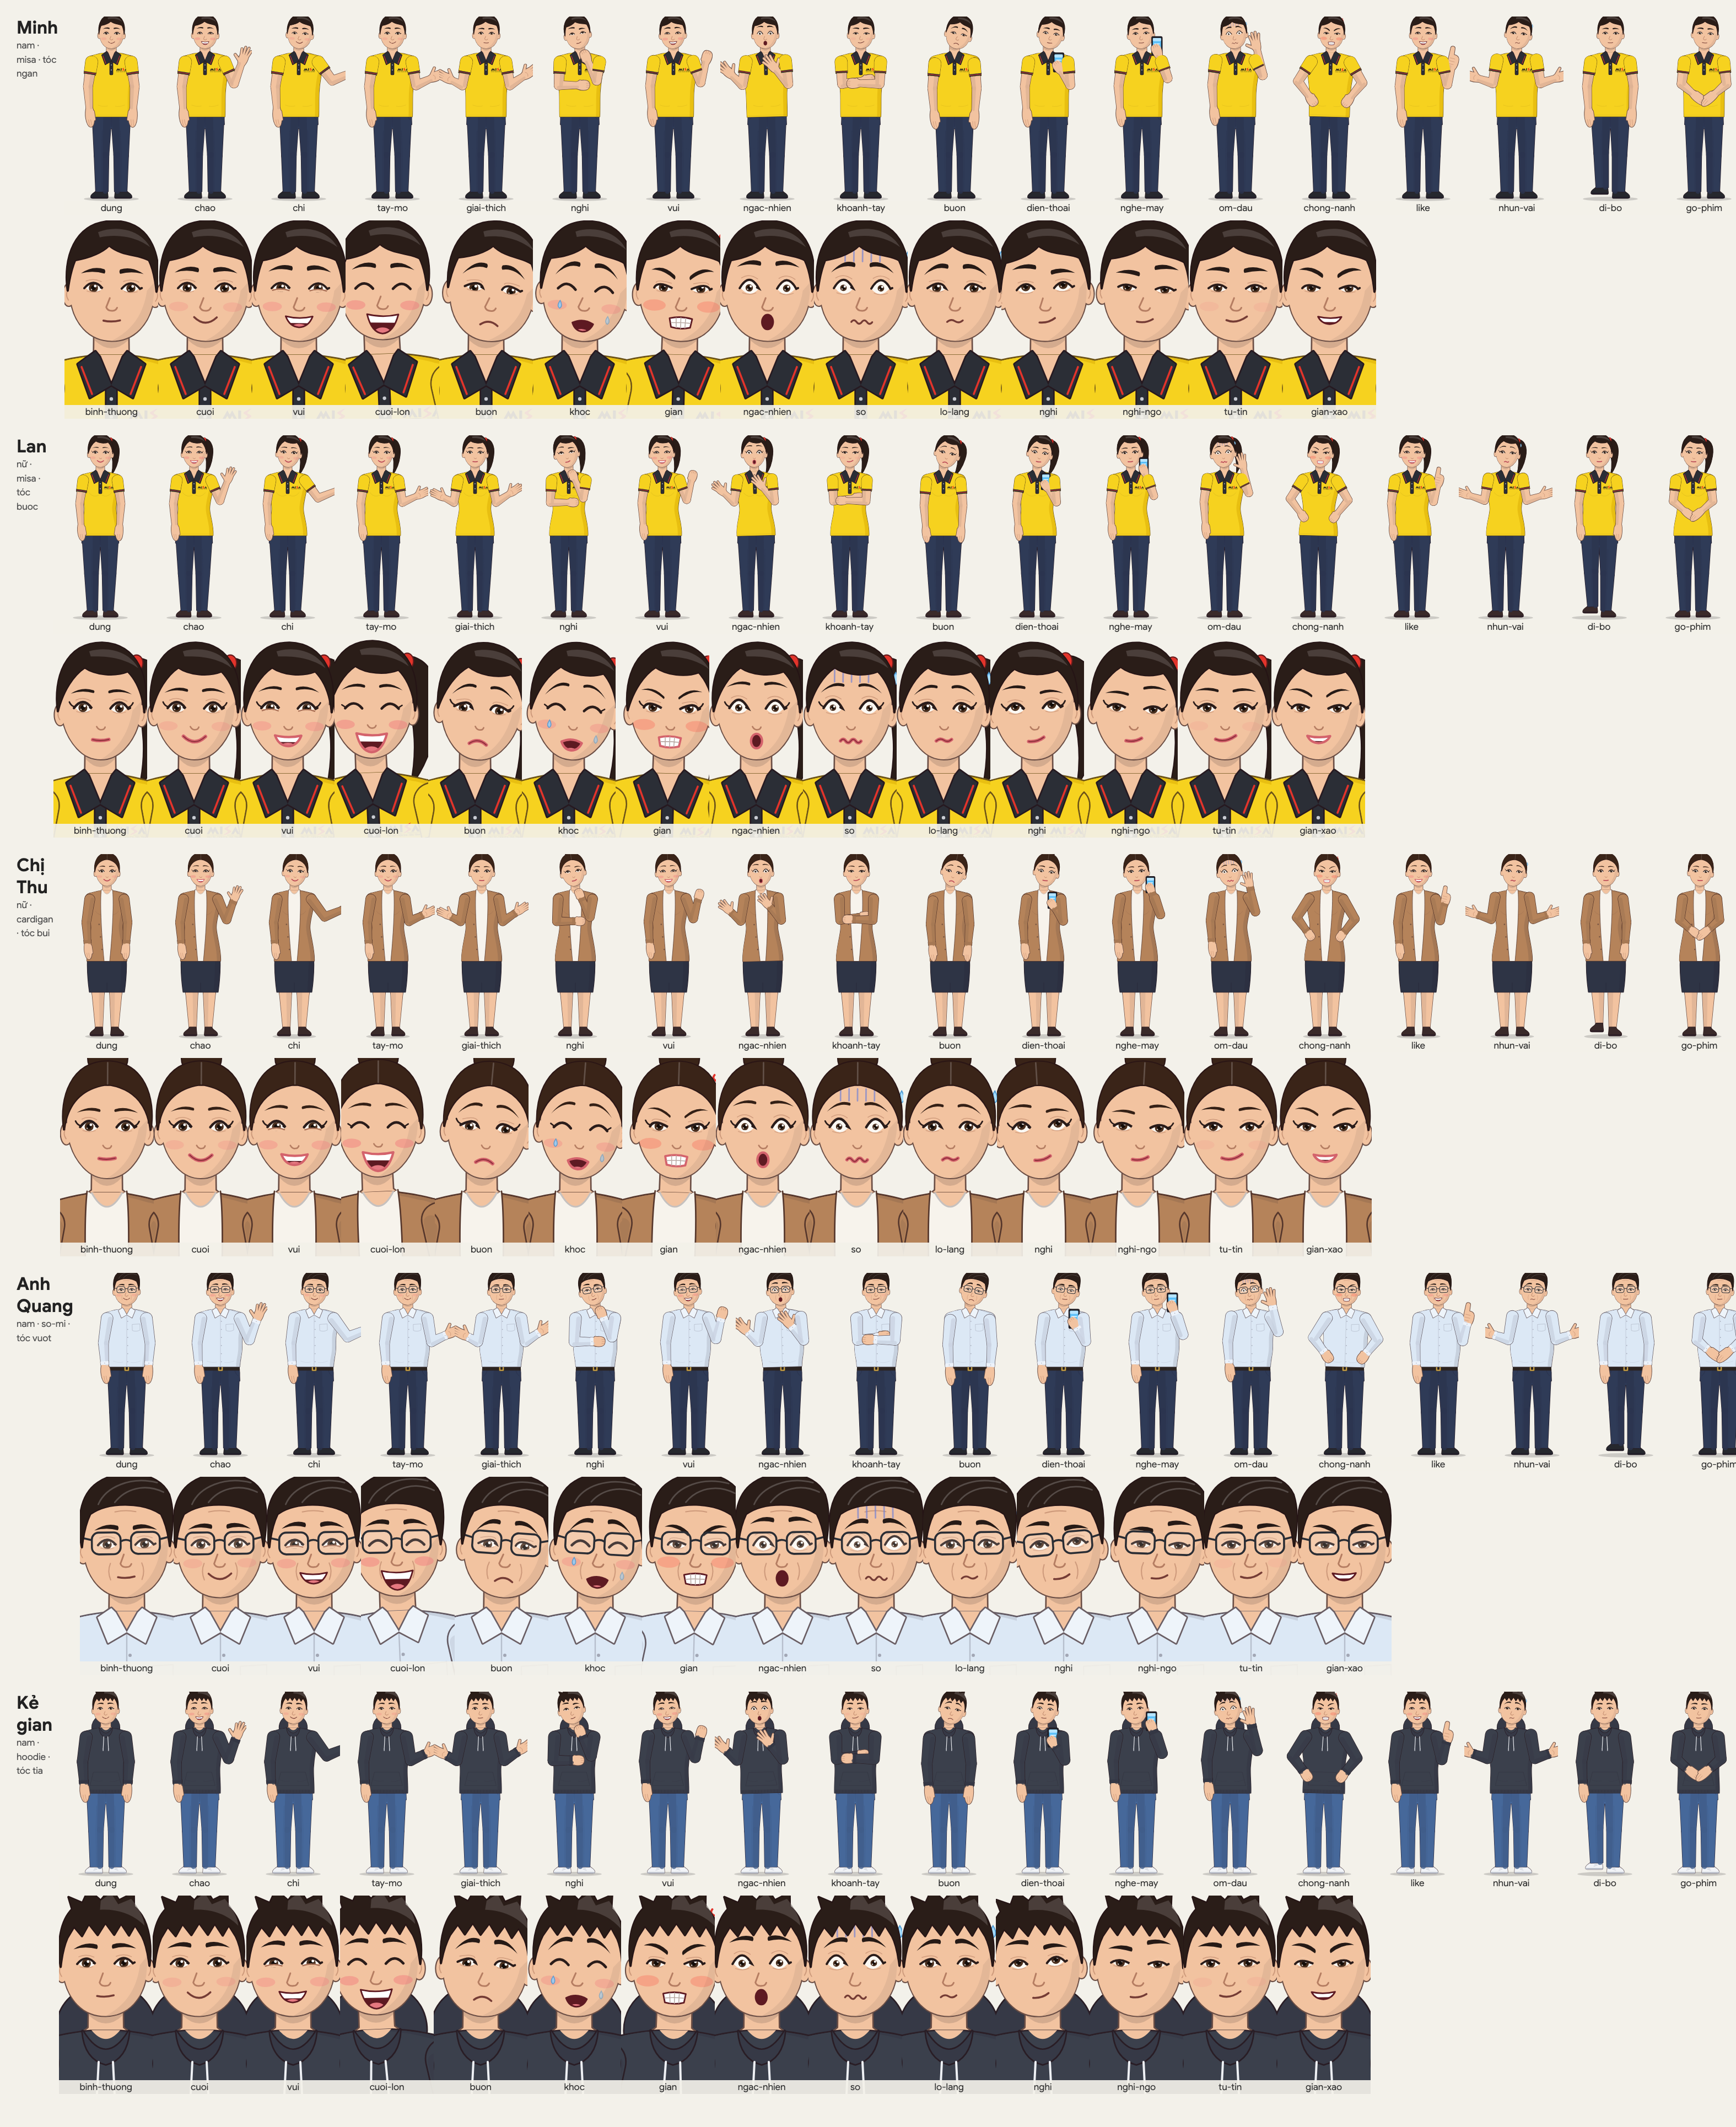 Minh
nam ·
misa · tóc
ngan
dung chao chi tay-mo giai-thich nghi vui ngac-nhien khoanh-tay buon dien-thoai nghe-may om-dau chong-nanh like nhun-vai di-bo go-phim
binh-thuong cuoi vui cuoi-lon buon khoc gian ngac-nhien so lo-lang nghi nghi-ngo tu-tin gian-xao
Lan
nữ ·
misa ·
tóc
buoc
dung chao chi tay-mo giai-thich nghi vui ngac-nhien khoanh-tay buon dien-thoai nghe-may om-dau chong-nanh like nhun-vai di-bo go-phim
binh-thuong cuoi vui cuoi-lon buon khoc gian ngac-nhien so lo-lang nghi nghi-ngo tu-tin gian-xao
Chị
Thu
nữ ·
cardigan
· tóc bui
dung chao chi tay-mo giai-thich nghi vui ngac-nhien khoanh-tay buon dien-thoai nghe-may om-dau chong-nanh like nhun-vai di-bo go-phim
binh-thuong cuoi vui cuoi-lon buon khoc gian ngac-nhien so lo-lang nghi nghi-ngo tu-tin gian-xao
Anh
Quang
nam · so-mi ·
tóc vuot
dung chao chi tay-mo giai-thich nghi vui ngac-nhien khoanh-tay buon dien-thoai nghe-may om-dau chong-nanh like nhun-vai di-bo go-phim
binh-thuong cuoi vui cuoi-lon buon khoc gian ngac-nhien so lo-lang nghi nghi-ngo tu-tin gian-xao
Kẻ
gian
nam ·
hoodie ·
tóc tia
dung chao chi tay-mo giai-thich nghi vui ngac-nhien khoanh-tay buon dien-thoai nghe-may om-dau chong-nanh like nhun-vai di-bo go-phim
binh-thuong cuoi vui cuoi-lon buon khoc gian ngac-nhien so lo-lang nghi nghi-ngo tu-tin gian-xao